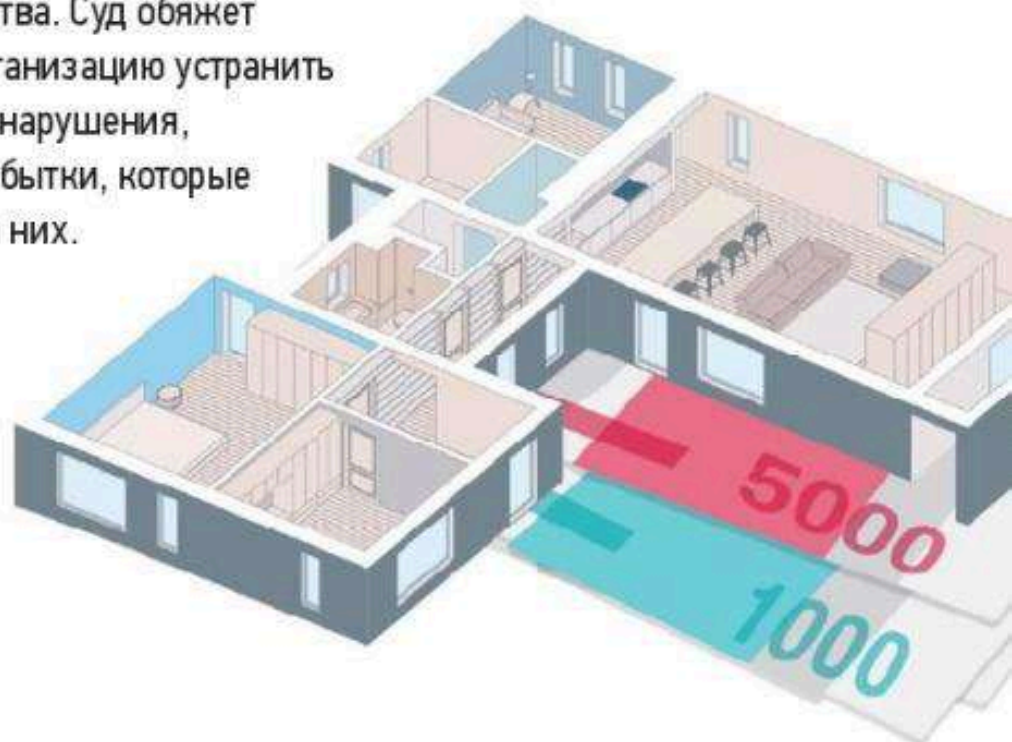 тва. Суд обяжет
ганизацию устранить
нарушения,
бытки, которые
них.
5000
1000